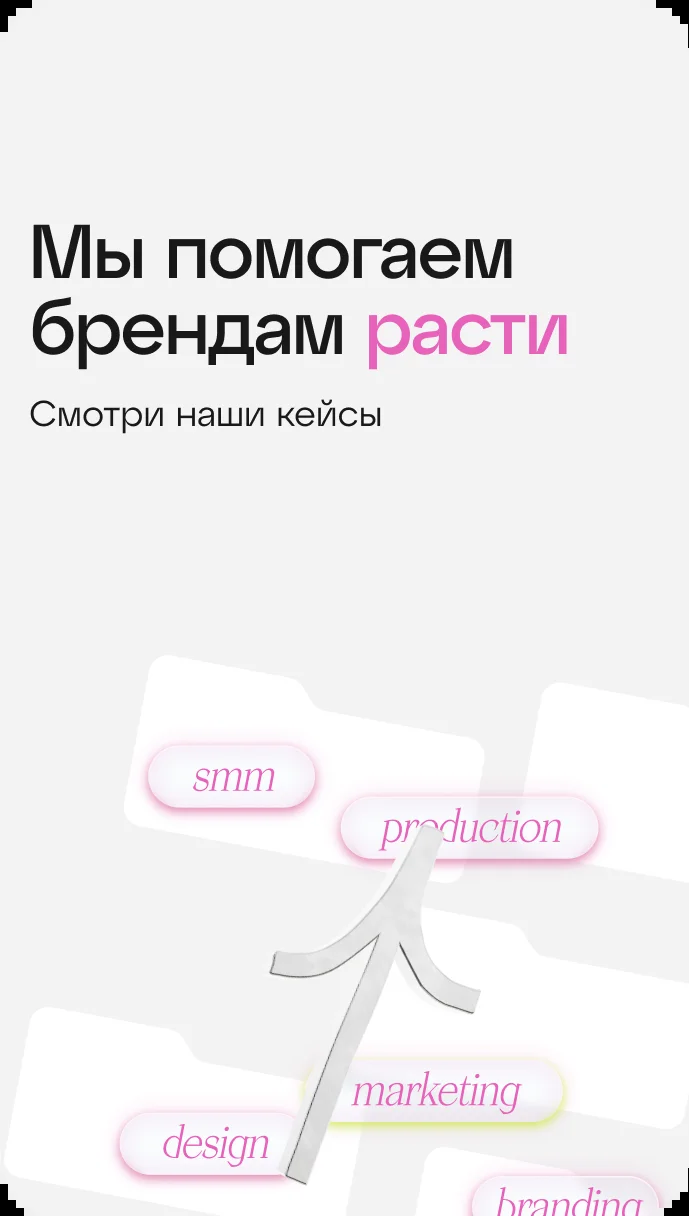 Мы помогаем
брендам расти
Смотри наши кейсы
smm
production
marketing
design
branding